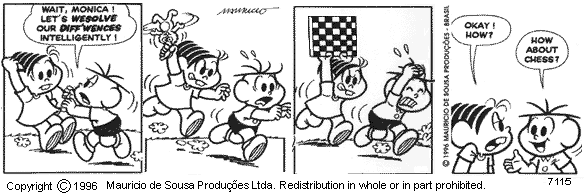 WAIT, MONICA !
LET'S WESOLVE
OUR DIFF'WENCES
INTELLIGENTLY !
MAURICIO
OKAY !
HOW?
HOW
ABOUT
CHESS?
© 1996 MAURICIO DE SOUSA PRODUÇÕES - BRASIL
7115
Copyright © 1996 Mauricio de Sousa Produções Ltda. Redistribution in whole or in part prohibited.